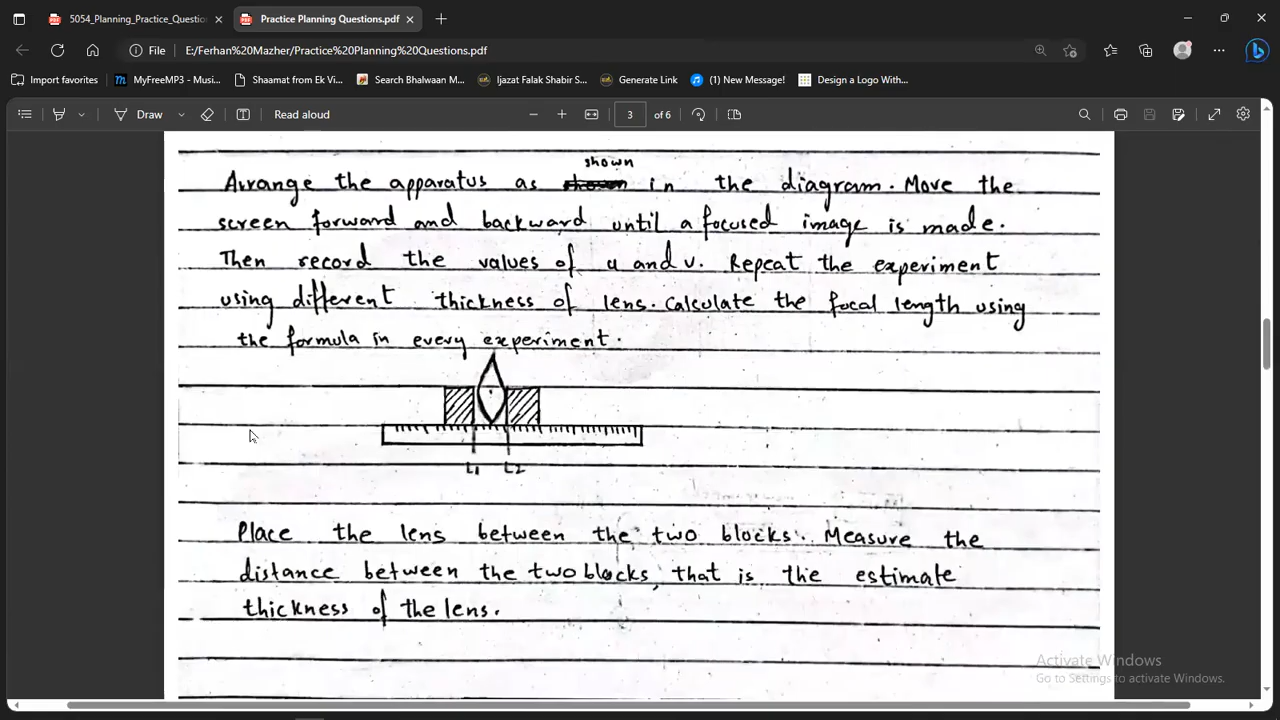 5054_Planning_Practice_Questio
Practice Planning Questions.pdf
File
E:/Ferhan%20Mazher/Practice%20Planning%20Questions.pdf
Import favorites
MyFreeMP3 - Musi...
Shaamat from Ek Vi...
Search Bhalwaan M...
Ijazat Falak Shabir S...
Generate Link
(1) New Message!
Design a Logo With...
Draw
Read aloud
3
of 6
shown
Arrange the apparatus as in the diagram. Move the
screen forward and backward until a focused image is made.
Then record the values of u and v. Repeat the experiment
using different thickness of lens. Calculate the focal length using
the formula in every experiment.
L1 L2
Place the lens between the two blocks. Measure the
distance between the two blocks, that is the estimate
thickness of the lens.
Activate Windows
Go to Settings to activate Windows.